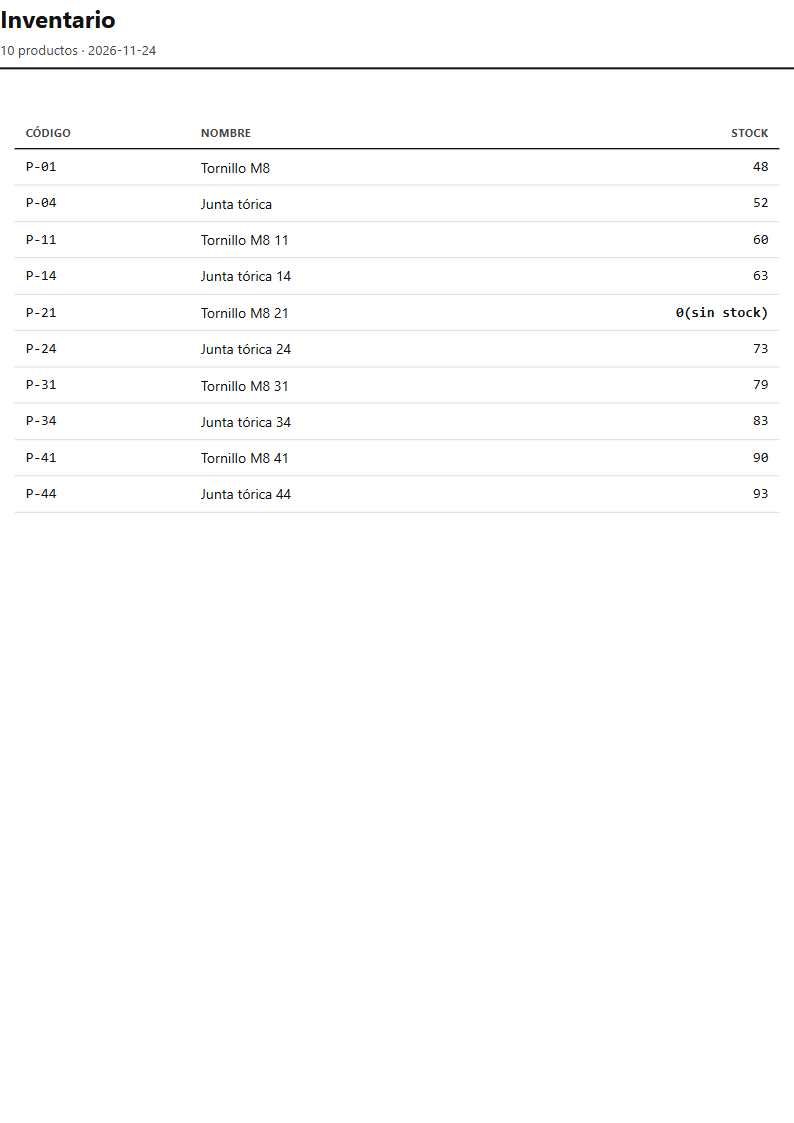 Inventario
10 productos · 2026-11-24
CÓDIGO NOMBRE STOCK
P-01 Tornillo M8 48
P-04 Junta tórica 52
P-11 Tornillo M8 11 60
P-14 Junta tórica 14 63
P-21 Tornillo M8 21 0(sin stock)
P-24 Junta tórica 24 73
P-31 Tornillo M8 31 79
P-34 Junta tórica 34 83
P-41 Tornillo M8 41 90
P-44 Junta tórica 44 93